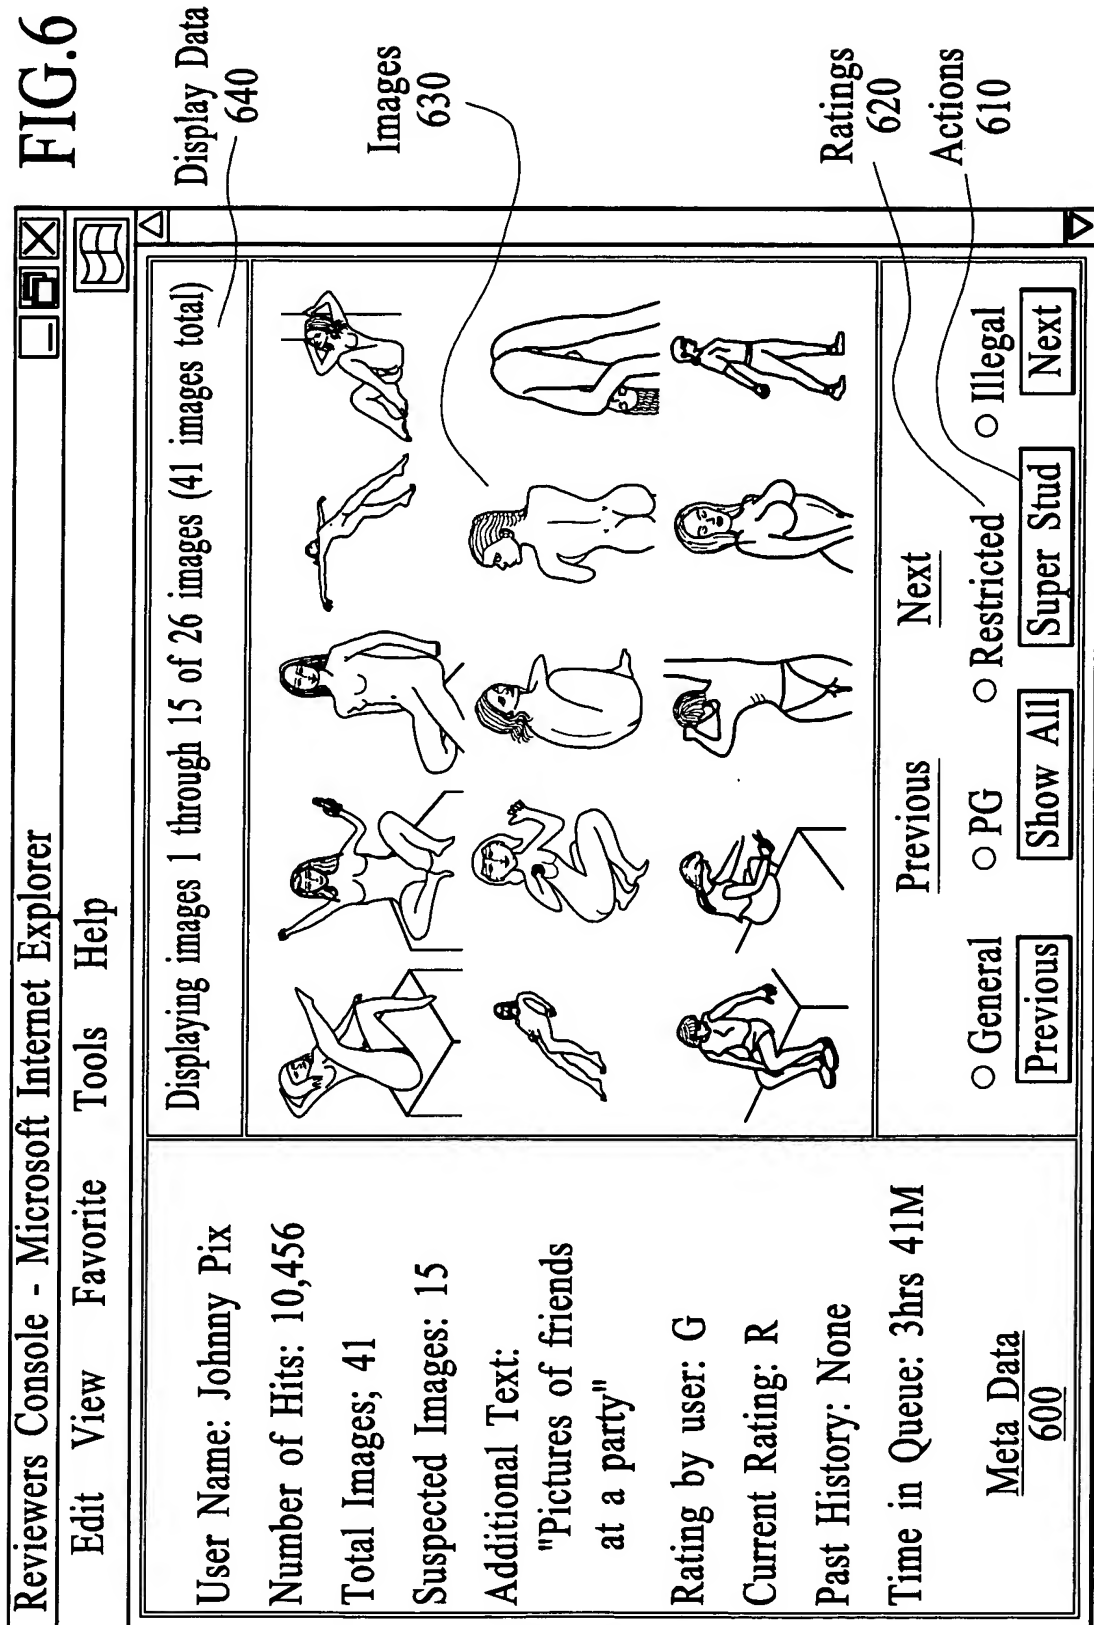 FIG.6
Reviewers Console - Microsoft Internet Explorer
Edit View Favorite Tools Help
User Name: Johnny Pix
Number of Hits: 10,456
Total Images; 41
Suspected Images: 15
Additional Text:
"Pictures of friends
at a party"
Rating by user: G
Current Rating: R
Past History: None
Time in Queue: 3hrs 41M
Meta Data
600
Displaying images 1 through 15 of 26 images (41 images total)
Previous Next
General PG Restricted Illegal
Previous Show All Super Stud Next
Display Data
640
Images
630
Ratings
620
Actions
610